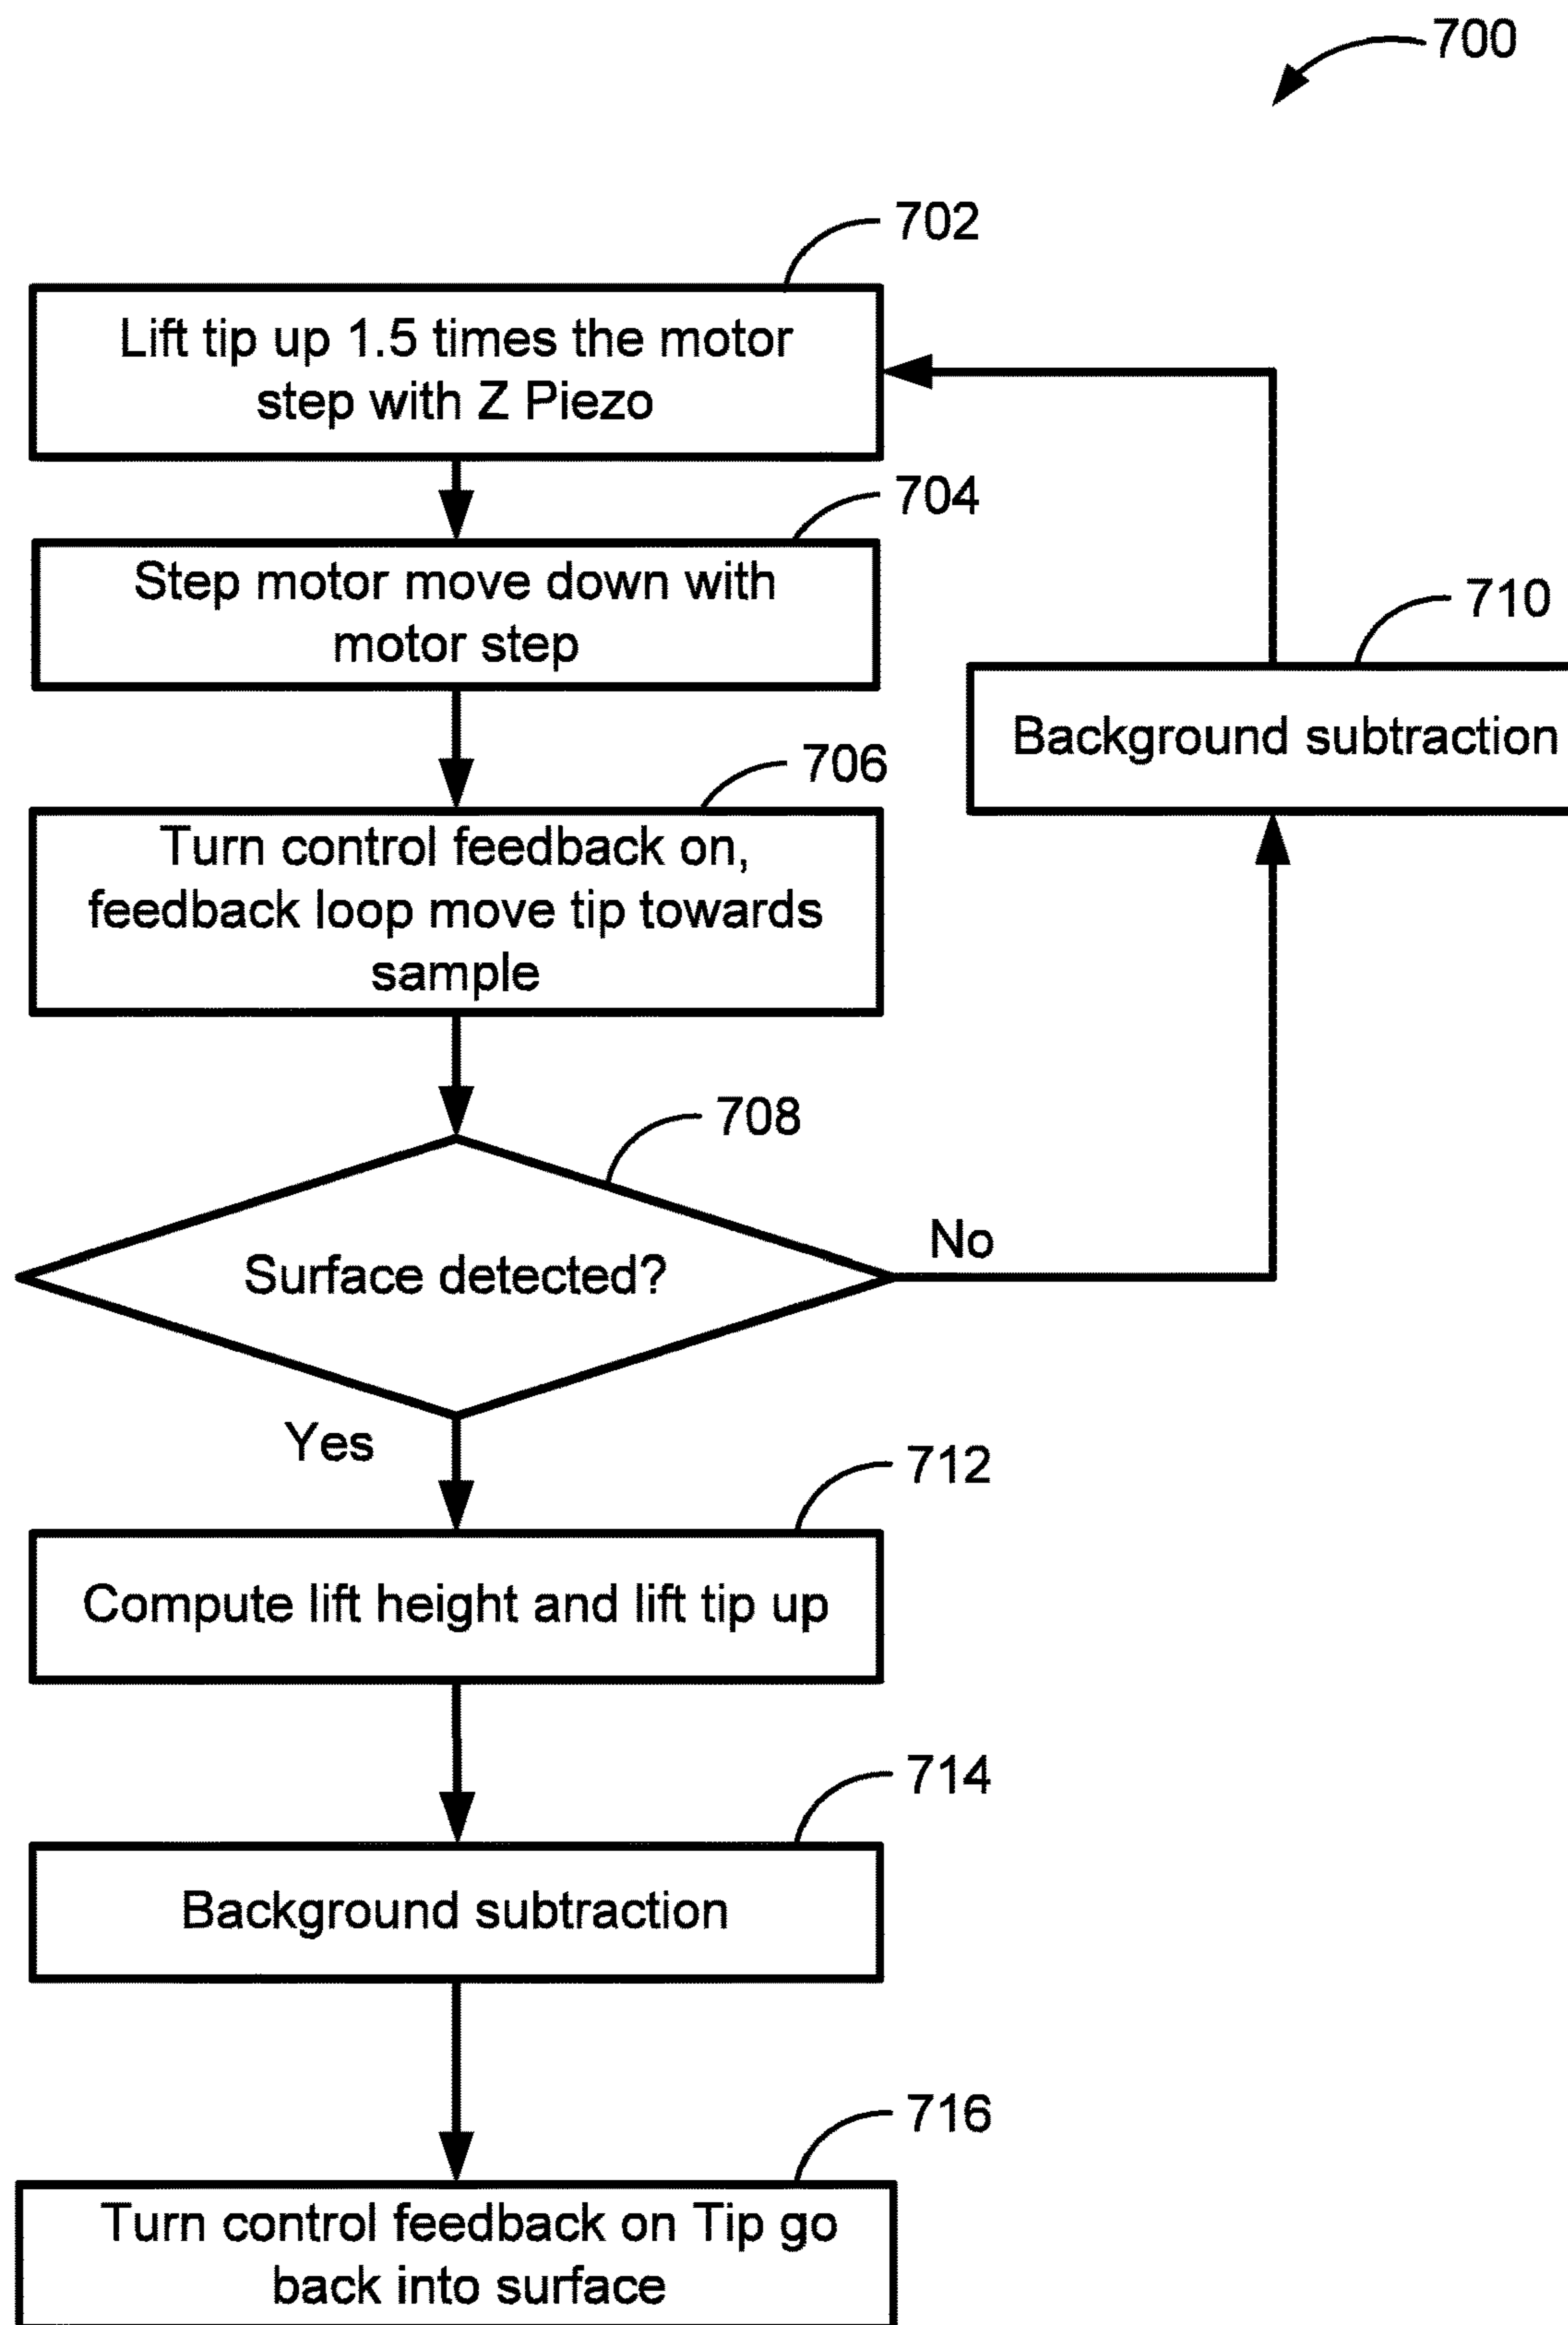 700
702
Lift tip up 1.5 times the motor
step with Z Piezo
704
Step motor move down with
motor step
710
Background subtraction
706
Turn control feedback on,
feedback loop move tip towards
sample
708
Surface detected?
No
Yes
712
Compute lift height and lift tip up
714
Background subtraction
716
Turn control feedback on Tip go
back into surface